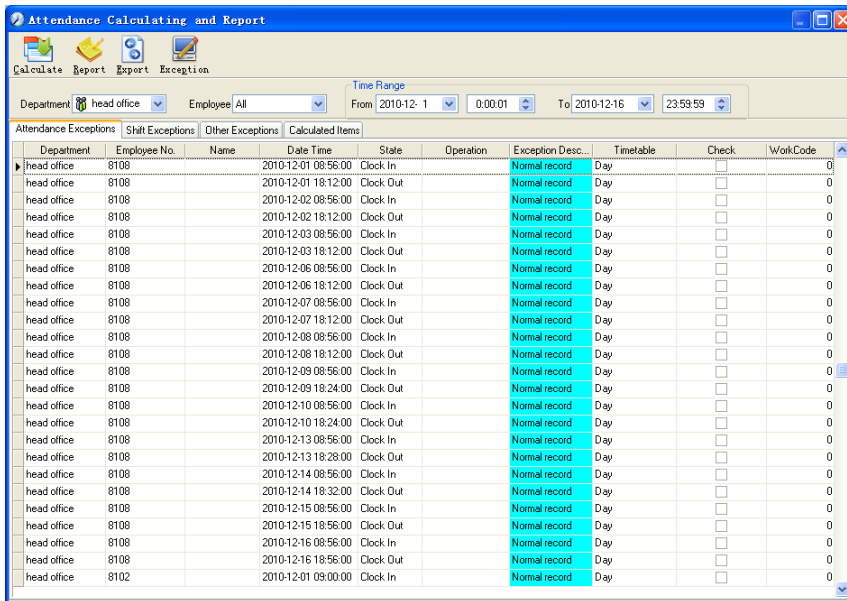 Attendance Calculating and Report
Calculate Report Export Exception
Time Range
Department head office Employee All From 2010-12- 1 0:00:01 To 2010-12-16 23:59:59
Attendance Exceptions Shift Exceptions Other Exceptions Calculated Items
Department Employee No. Name Date Time State Operation Exception Desc... Timetable Check WorkCode
head office 8108 2010-12-01 08:56:00 Clock In Normal record Day 0
head office 8108 2010-12-01 18:12:00 Clock Out Normal record Day 0
head office 8108 2010-12-02 08:56:00 Clock In Normal record Day 0
head office 8108 2010-12-02 18:12:00 Clock Out Normal record Day 0
head office 8108 2010-12-03 08:56:00 Clock In Normal record Day 0
head office 8108 2010-12-03 18:12:00 Clock Out Normal record Day 0
head office 8108 2010-12-06 08:56:00 Clock In Normal record Day 0
head office 8108 2010-12-06 18:12:00 Clock Out Normal record Day 0
head office 8108 2010-12-07 08:56:00 Clock In Normal record Day 0
head office 8108 2010-12-07 18:12:00 Clock Out Normal record Day 0
head office 8108 2010-12-08 08:56:00 Clock In Normal record Day 0
head office 8108 2010-12-08 18:12:00 Clock Out Normal record Day 0
head office 8108 2010-12-09 08:56:00 Clock In Normal record Day 0
head office 8108 2010-12-09 18:24:00 Clock Out Normal record Day 0
head office 8108 2010-12-10 08:56:00 Clock In Normal record Day 0
head office 8108 2010-12-10 18:24:00 Clock Out Normal record Day 0
head office 8108 2010-12-13 08:56:00 Clock In Normal record Day 0
head office 8108 2010-12-13 18:28:00 Clock Out Normal record Day 0
head office 8108 2010-12-14 08:56:00 Clock In Normal record Day 0
head office 8108 2010-12-14 18:32:00 Clock Out Normal record Day 0
head office 8108 2010-12-15 08:56:00 Clock In Normal record Day 0
head office 8108 2010-12-15 18:56:00 Clock Out Normal record Day 0
head office 8108 2010-12-16 08:56:00 Clock In Normal record Day 0
head office 8108 2010-12-16 18:56:00 Clock Out Normal record Day 0
head office 8102 2010-12-01 09:00:00 Clock In Normal record Day 0